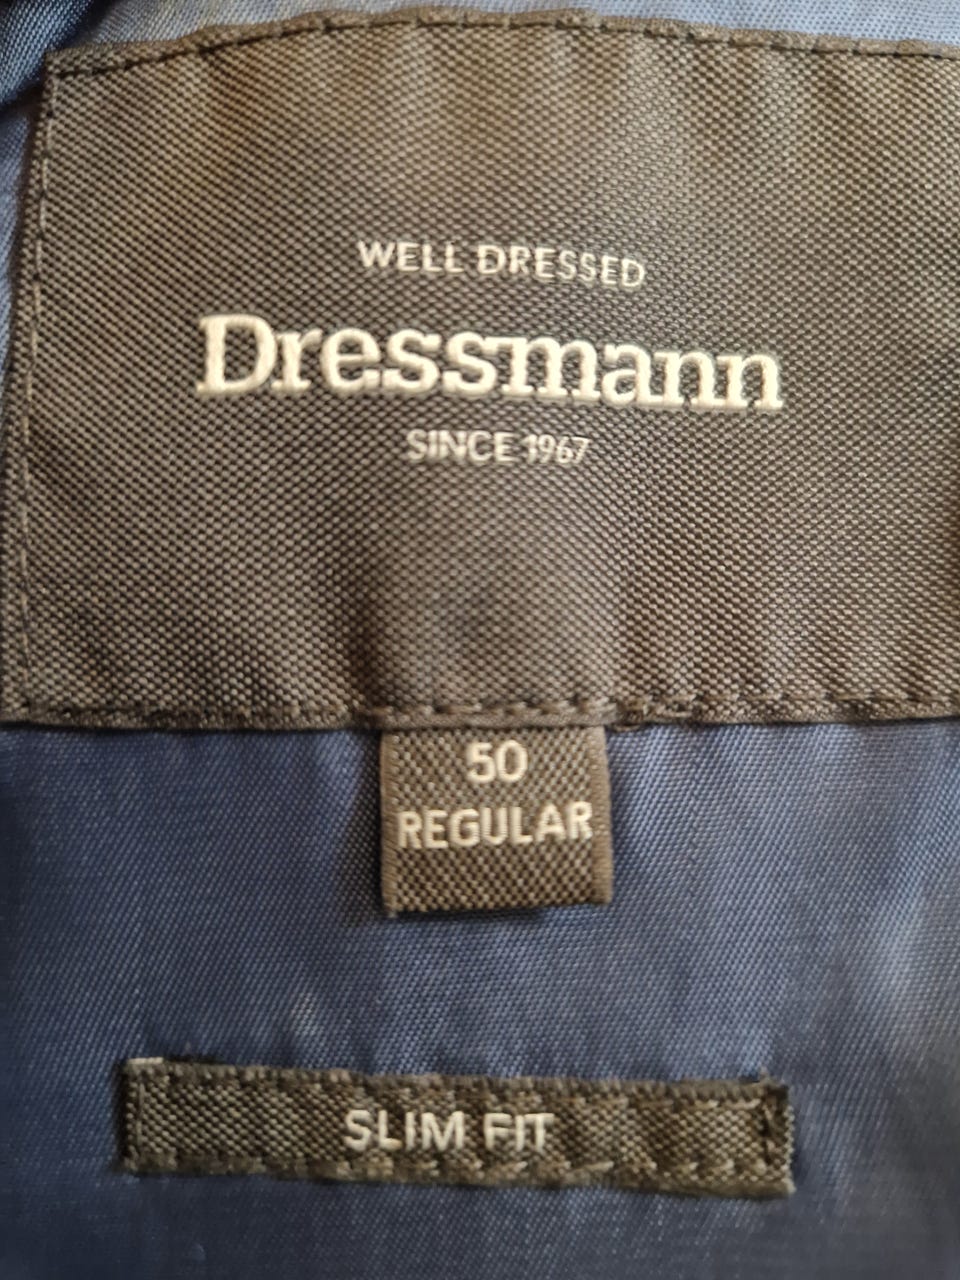 WELL DRESSED
Dressmann
SINCE 1967
50
REGULAR
SLIM FIT